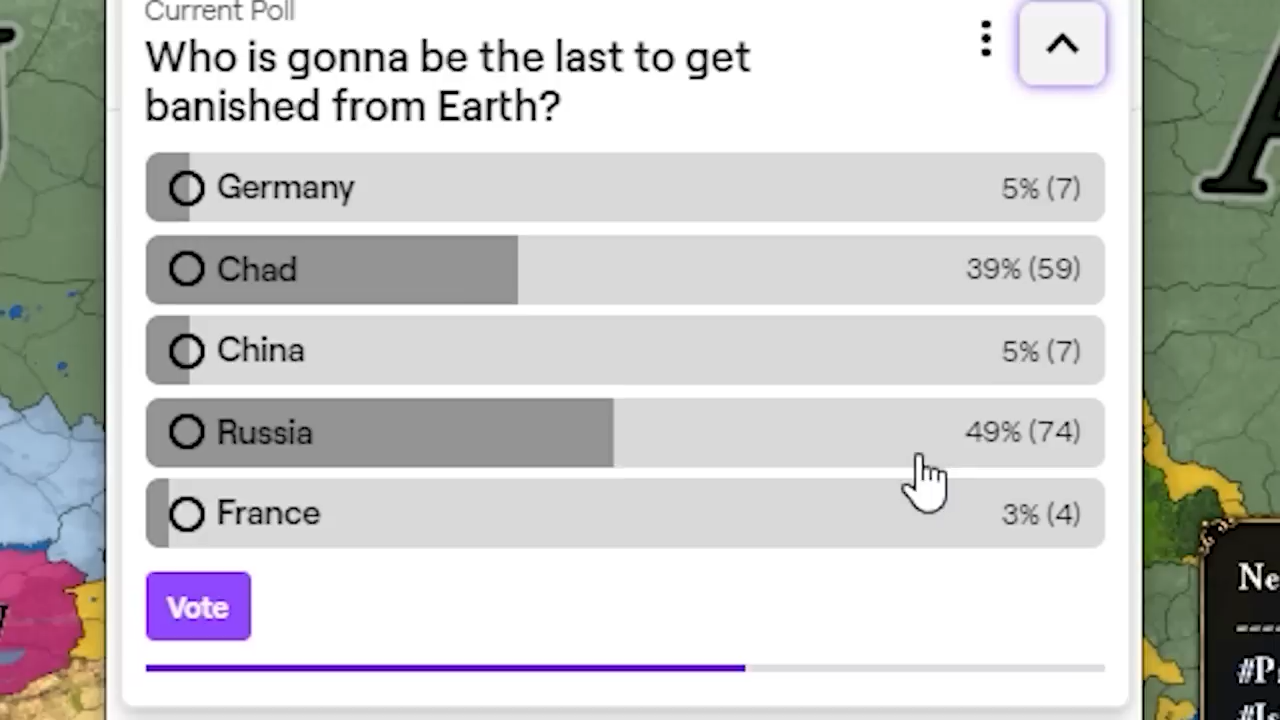 Current Poll
Who is gonna be the last to get
banished from Earth?
Germany 5% (7)
Chad 39% (59)
China 5% (7)
Russia 49% (74)
France 3% (4)
Vote